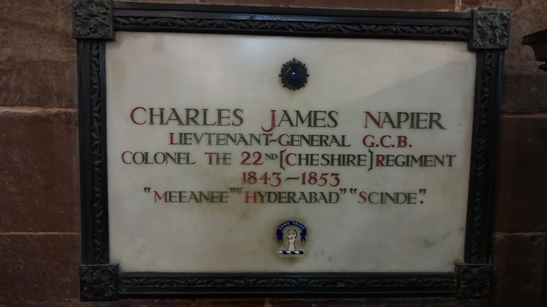 CHARLES JAMES NAPIER
LIEVTENANT-GENERAL G.C.B.
COLONEL THE 22ND [CHESHIRE] REGIMENT
1843-1853
"MEEANEE" "HYDERABAD" "SCINDE".